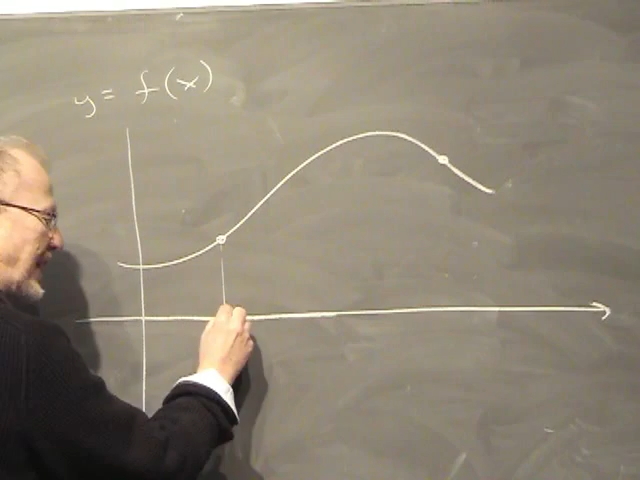 y = f(x)